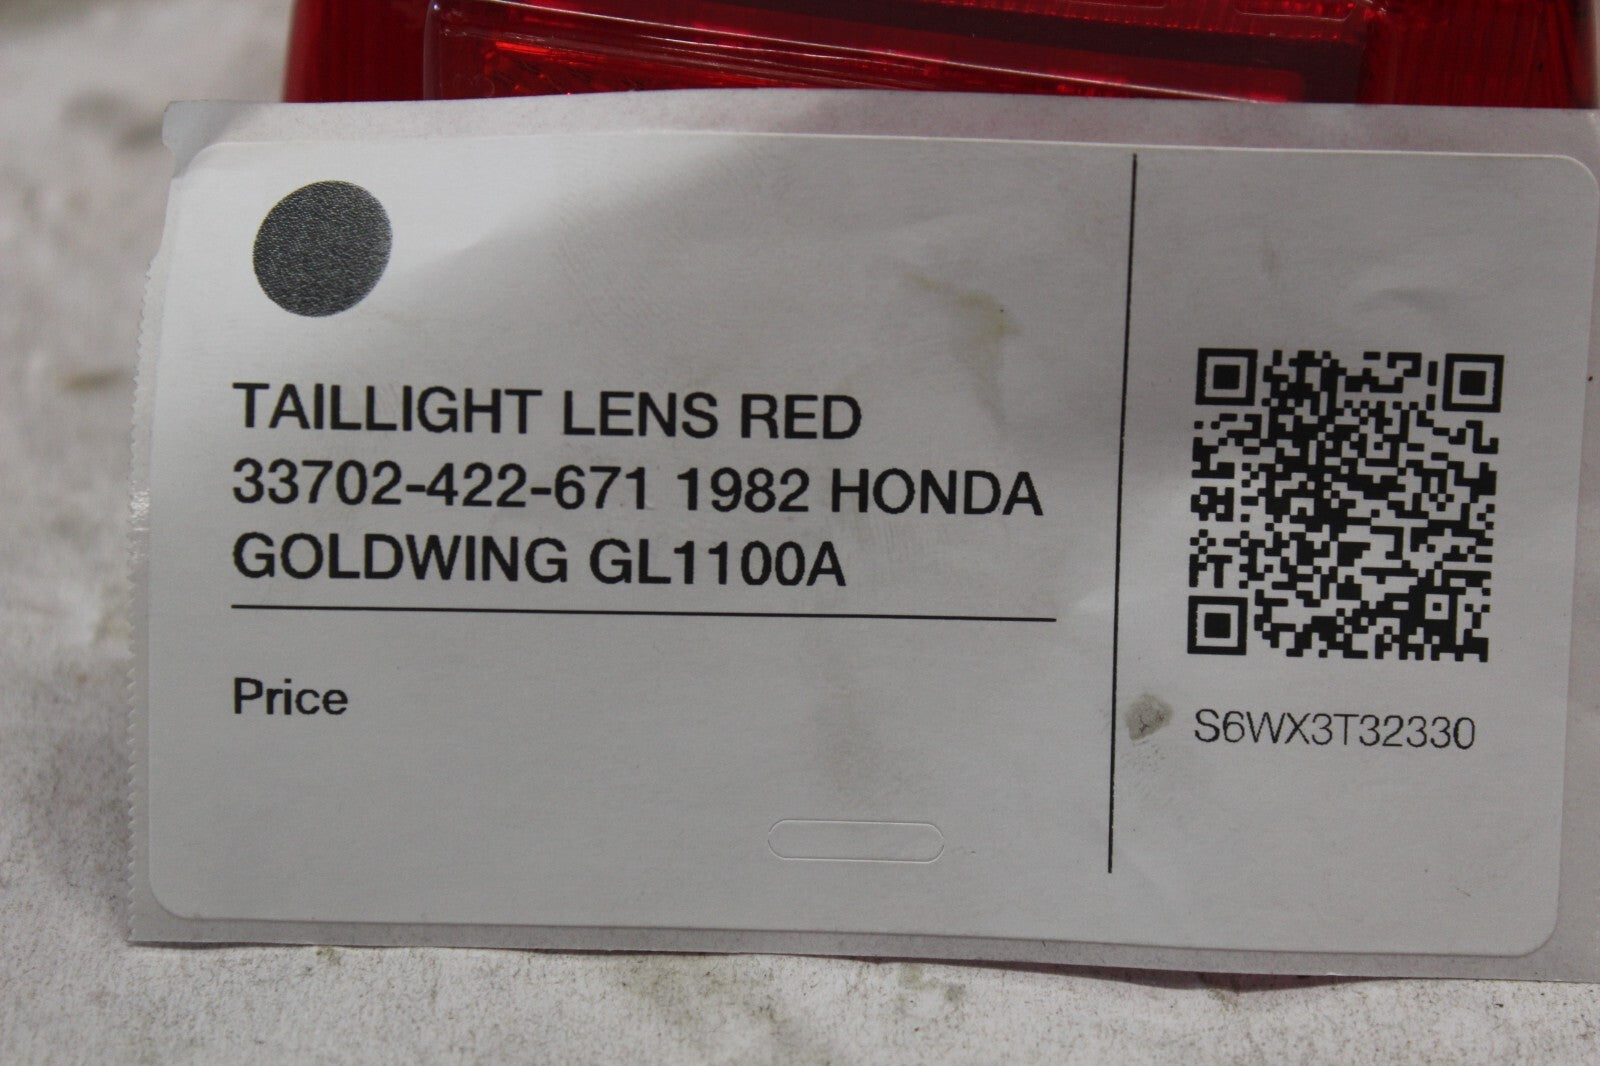 TAILLIGHT LENS RED
33702-422-671 1982 HONDA
GOLDWING GL1100A
Price
S6WX3T32330